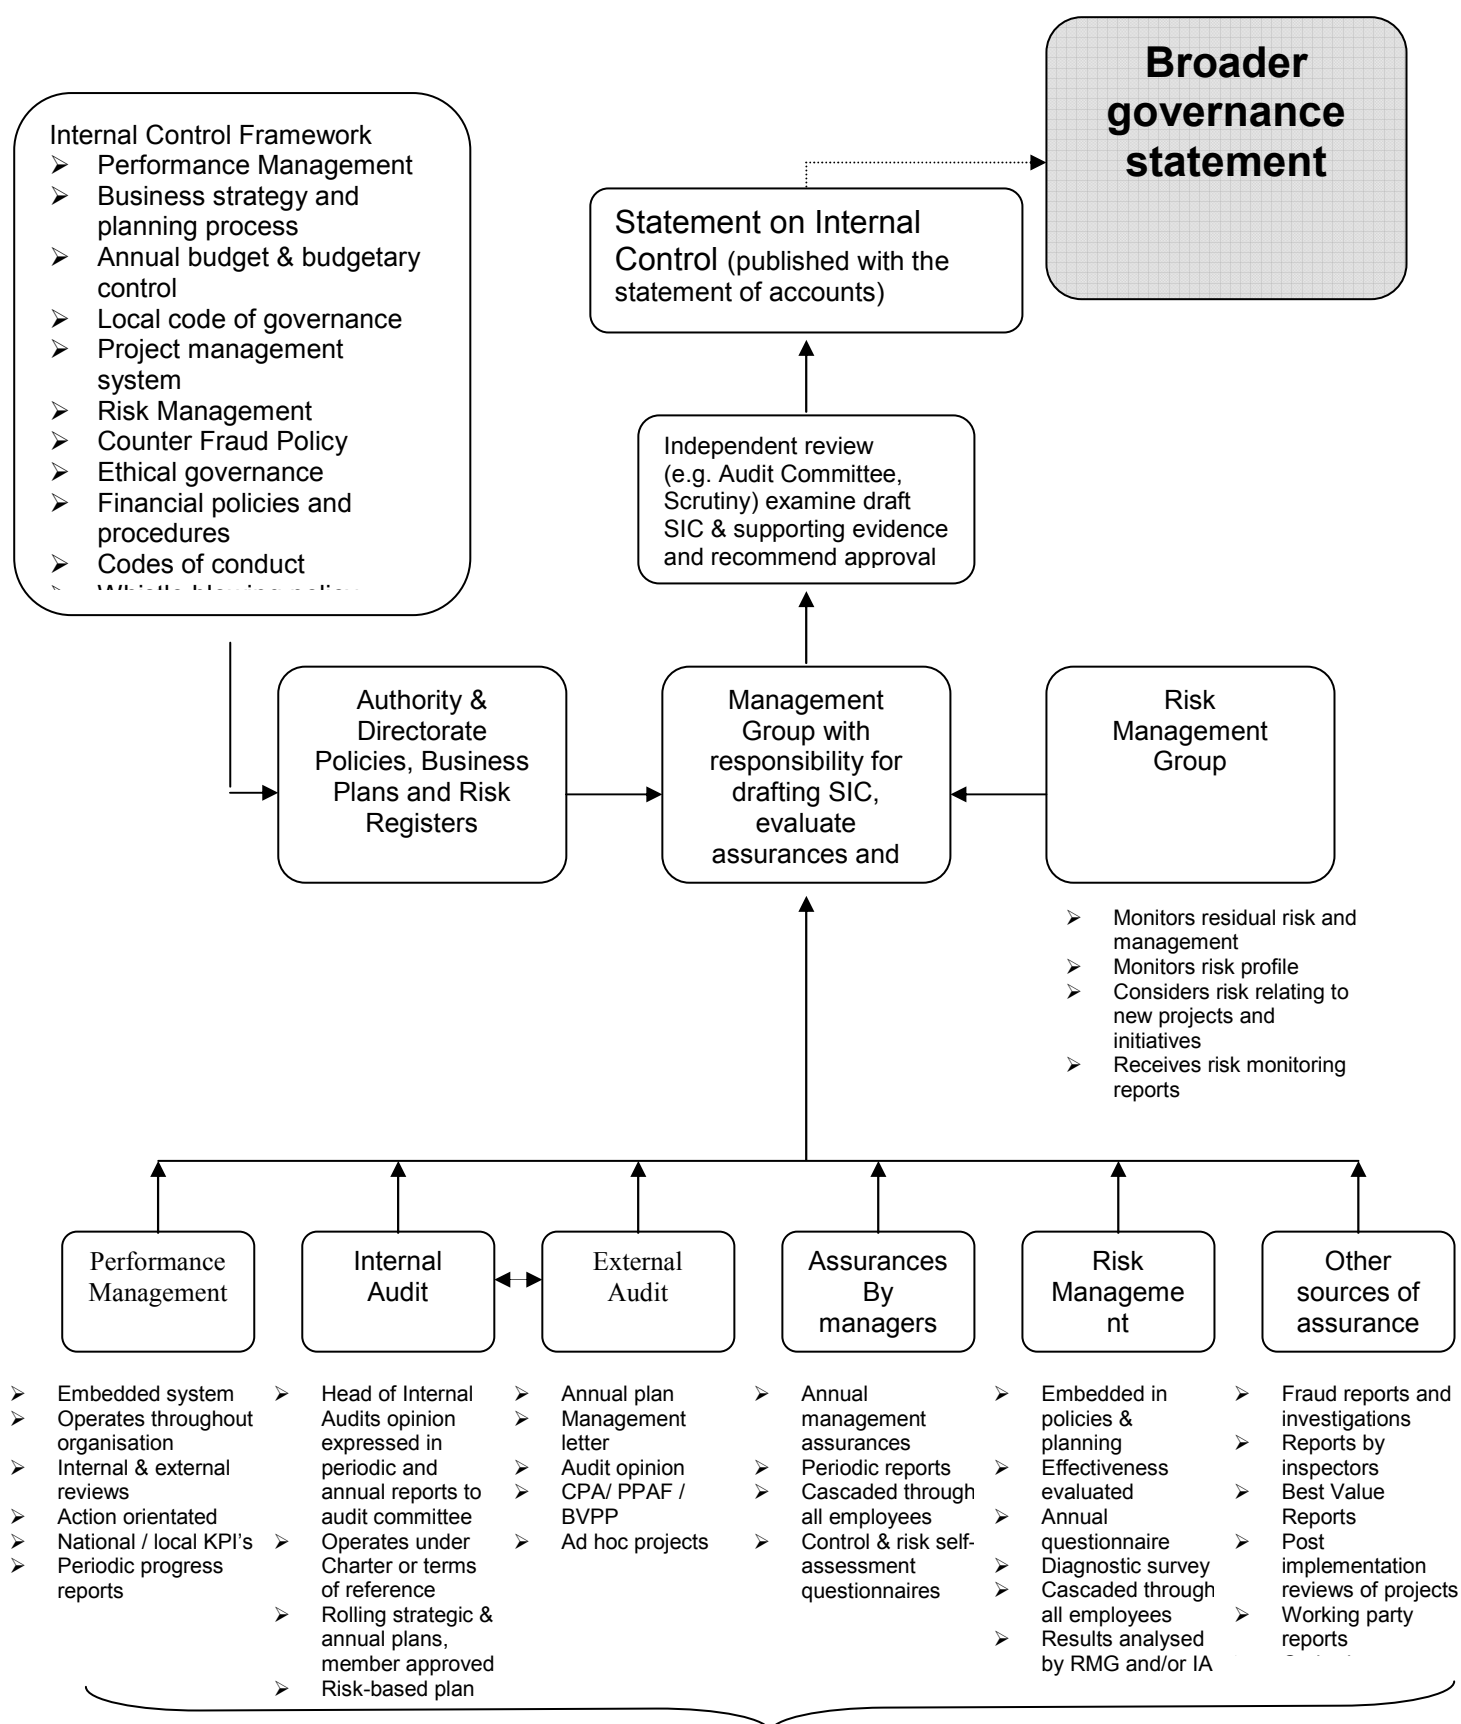 Broader
governance
statement
Internal Control Framework
➢ Performance Management
➢ Business strategy and
planning process
➢ Annual budget & budgetary
control
➢ Local code of governance
➢ Project management
system
➢ Risk Management
➢ Counter Fraud Policy
➢ Ethical governance
➢ Financial policies and
procedures
➢ Codes of conduct
➢ Whistle blowing policy
Statement on Internal
Control (published with the
statement of accounts)
Independent review
(e.g. Audit Committee,
Scrutiny) examine draft
SIC & supporting evidence
and recommend approval
Authority &
Directorate
Policies, Business
Plans and Risk
Registers
Management
Group with
responsibility for
drafting SIC,
evaluate
assurances and
Risk
Management
Group
➢ Monitors residual risk and
management
➢ Monitors risk profile
➢ Considers risk relating to
new projects and
initiatives
➢ Receives risk monitoring
reports
Performance
Management
Internal
Audit
External
Audit
Assurances
By
managers
Risk
Manageme
nt
Other
sources of
assurance
➢ Embedded system
➢ Operates throughout
organisation
➢ Internal & external
reviews
➢ Action orientated
➢ National / local KPI's
➢ Periodic progress
reports
➢ Head of Internal
Audits opinion
expressed in
periodic and
annual reports to
audit committee
➢ Operates under
Charter or terms
of reference
➢ Rolling strategic &
annual plans,
member approved
➢ Risk-based plan
➢ Annual plan
➢ Management
letter
➢ Audit opinion
➢ CPA/ PPAF /
BVPP
➢ Ad hoc projects
➢ Annual
management
assurances
➢ Periodic reports
➢ Cascaded through
all employees
➢ Control & risk self-
assessment
questionnaires
➢ Embedded in
policies &
planning
➢ Effectiveness
evaluated
➢ Annual
questionnaire
➢ Diagnostic survey
➢ Cascaded through
all employees
➢ Results analysed
by RMG and/or IA
➢ Fraud reports and
investigations
➢ Reports by
inspectors
➢ Best Value
Reports
➢ Post
implementation
reviews of projects
➢ Working party
reports